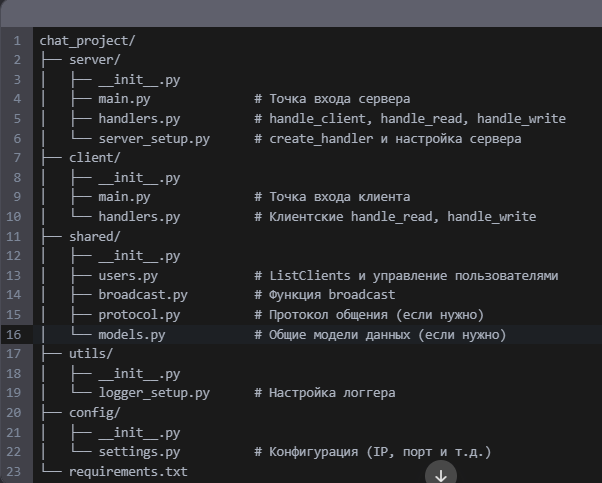 1 chat_project/
2 ├── server/
3 │   ├── __init__.py
4 │   ├── main.py              # Точка входа сервера
5 │   ├── handlers.py          # handle_client, handle_read, handle_write
6 │   └── server_setup.py      # create_handler и настройка сервера
7 ├── client/
8 │   ├── __init__.py
9 │   ├── main.py              # Точка входа клиента
10 │   └── handlers.py          # Клиентские handle_read, handle_write
11 ├── shared/
12 │   ├── __init__.py
13 │   ├── users.py             # ListClients и управление пользователями
14 │   ├── broadcast.py         # Функция broadcast
15 │   ├── protocol.py          # Протокол общения (если нужно)
16 │   └── models.py            # Общие модели данных (если нужно)
17 ├── utils/
18 │   ├── __init__.py
19 │   └── logger_setup.py      # Настройка логгера
20 ├── config/
21 │   ├── __init__.py
22 │   └── settings.py          # Конфигурация (IP, порт и т.д.)
23 └── requirements.txt